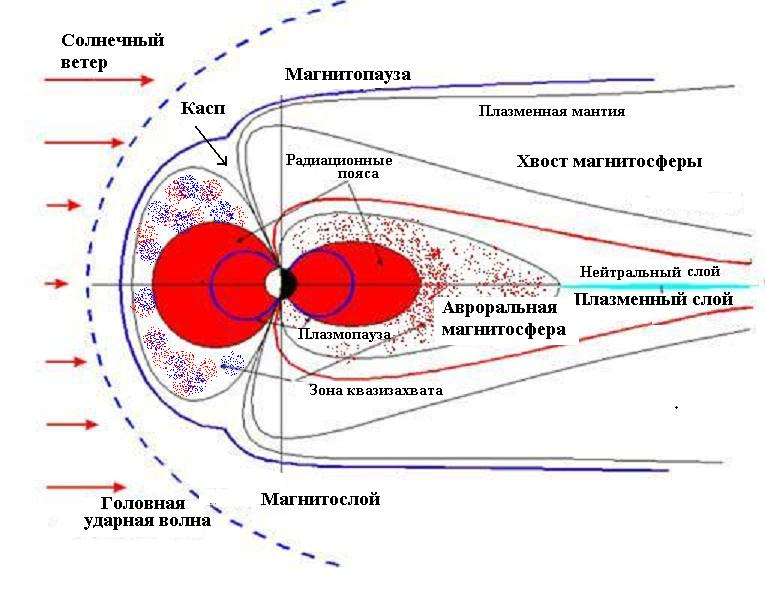 Солнечный
ветер
Магнитопауза
Касп
Плазменная мантия
Радиационные
пояса
Хвост магнитосферы
Нейтральный слой
Плазменный слой
Авроральная
магнитосфера
Плазмопауза
Зона квазизахвата
Магнитослой
Головная
ударная волна